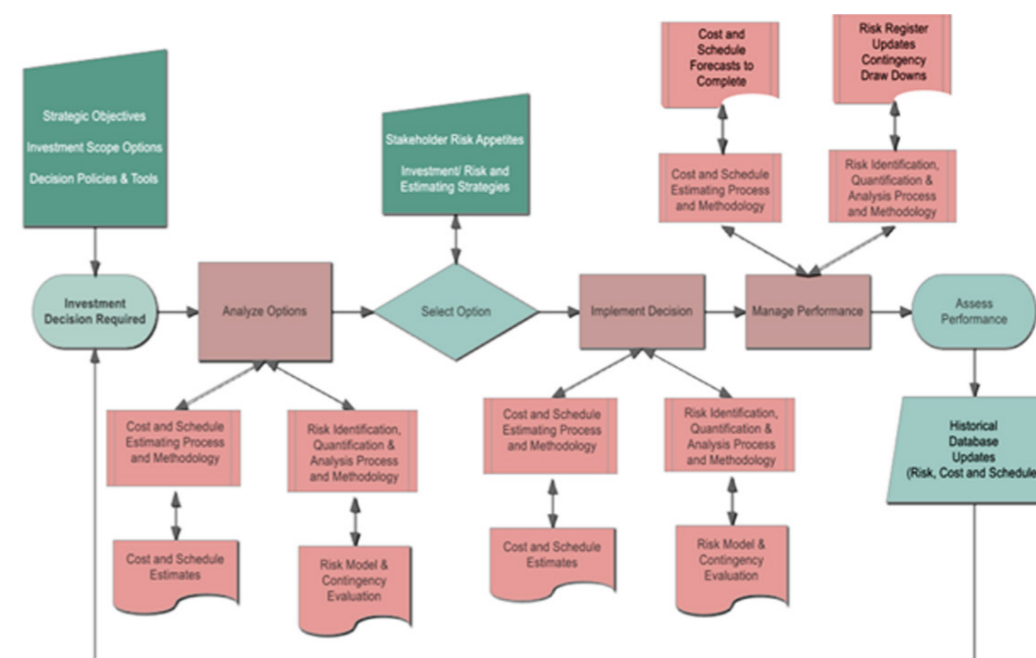 Cost and
Schedule
Forecasts to
Complete
Risk Register
Updates
Contingency
Draw Downs
Strategic Objectives
Investment Scope Options
Decision Policies & Tools
Stakeholder Risk Appetites
Investment/ Risk and
Estimating Strategies
Cost and Schedule
Estimating Process
and Methodology
Risk Identification,
Quantification &
Analysis Process
and Methodology
Investment
Decision Required
Analyze Options
Select Option
Implement Decision
Manage Performance
Assess
Performance
Cost and Schedule
Estimating Process
and Methodology
Risk Identification,
Quantification &
Analysis Process
and Methodology
Cost and Schedule
Estimating Process
and Methodology
Risk Identification,
Quantification &
Analysis Process
and Methodology
Historical
Database
Updates
(Risk, Cost and Schedule
Cost and Schedule
Estimates
Risk Model &
Contingency
Evaluation
Cost and Schedule
Estimates
Risk Model &
Contingency
Evaluation